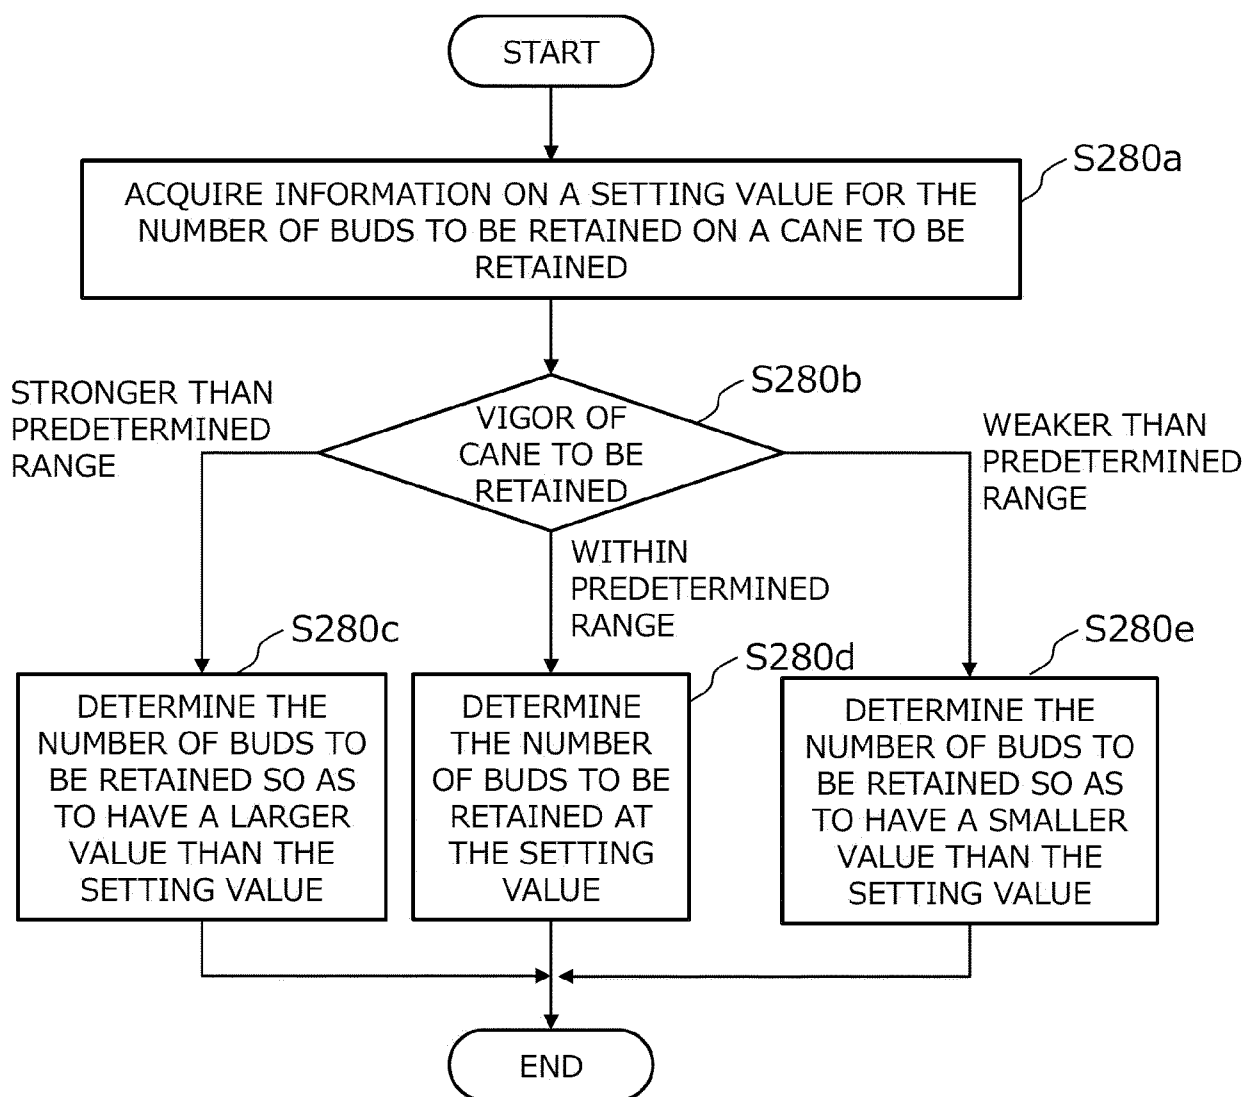 START
S280a
ACQUIRE INFORMATION ON A SETTING VALUE FOR THE
NUMBER OF BUDS TO BE RETAINED ON A CANE TO BE
RETAINED
S280b
STRONGER THAN
PREDETERMINED
RANGE
VIGOR OF
CANE TO BE
RETAINED
WEAKER THAN
PREDETERMINED
RANGE
WITHIN
PREDETERMINED
RANGE
S280c
DETERMINE THE
NUMBER OF BUDS TO
BE RETAINED SO AS
TO HAVE A LARGER
VALUE THAN THE
SETTING VALUE
S280d
DETERMINE
THE NUMBER
OF BUDS TO BE
RETAINED AT
THE SETTING
VALUE
S280e
DETERMINE THE
NUMBER OF BUDS TO
BE RETAINED SO AS
TO HAVE A SMALLER
VALUE THAN THE
SETTING VALUE
END